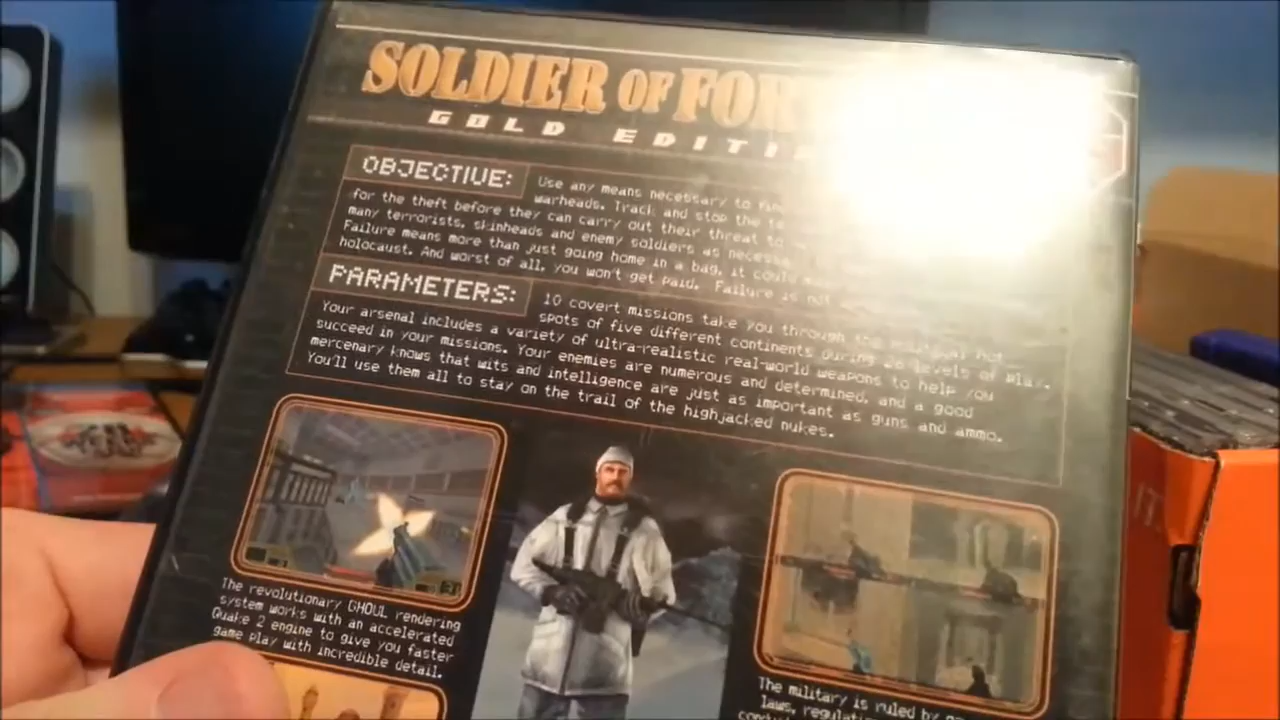 SOLDIER OF FOR
GOLD EDITI
OBJECTIVE:
Use any means necessary to
warheads. Track and stop the
for the theft before they can carry out their threat to
many terrorists, skinheads and enemy soldiers as
Failure means more than just going home in a bag, it could
holocaust. And worst of all, you won't get paid. Failure is not
PARAMETERS:
10 covert missions take you through the hot
spots of five different continents during levels of play.
Your arsenal includes a variety of ultra-realistic real-world weapons to help you
succeed in your missions. Your enemies are numerous and determined, and a good
mercenary knows that wits and intelligence are just as important as guns and ammo.
You'll use them all to stay on the trail of the highjacked nukes.
The revolutionary GHOUL rendering
system works with an accelerated
Quake 2 engine to give you faster
game play with incredible detail.
The military is ruled by
laws,